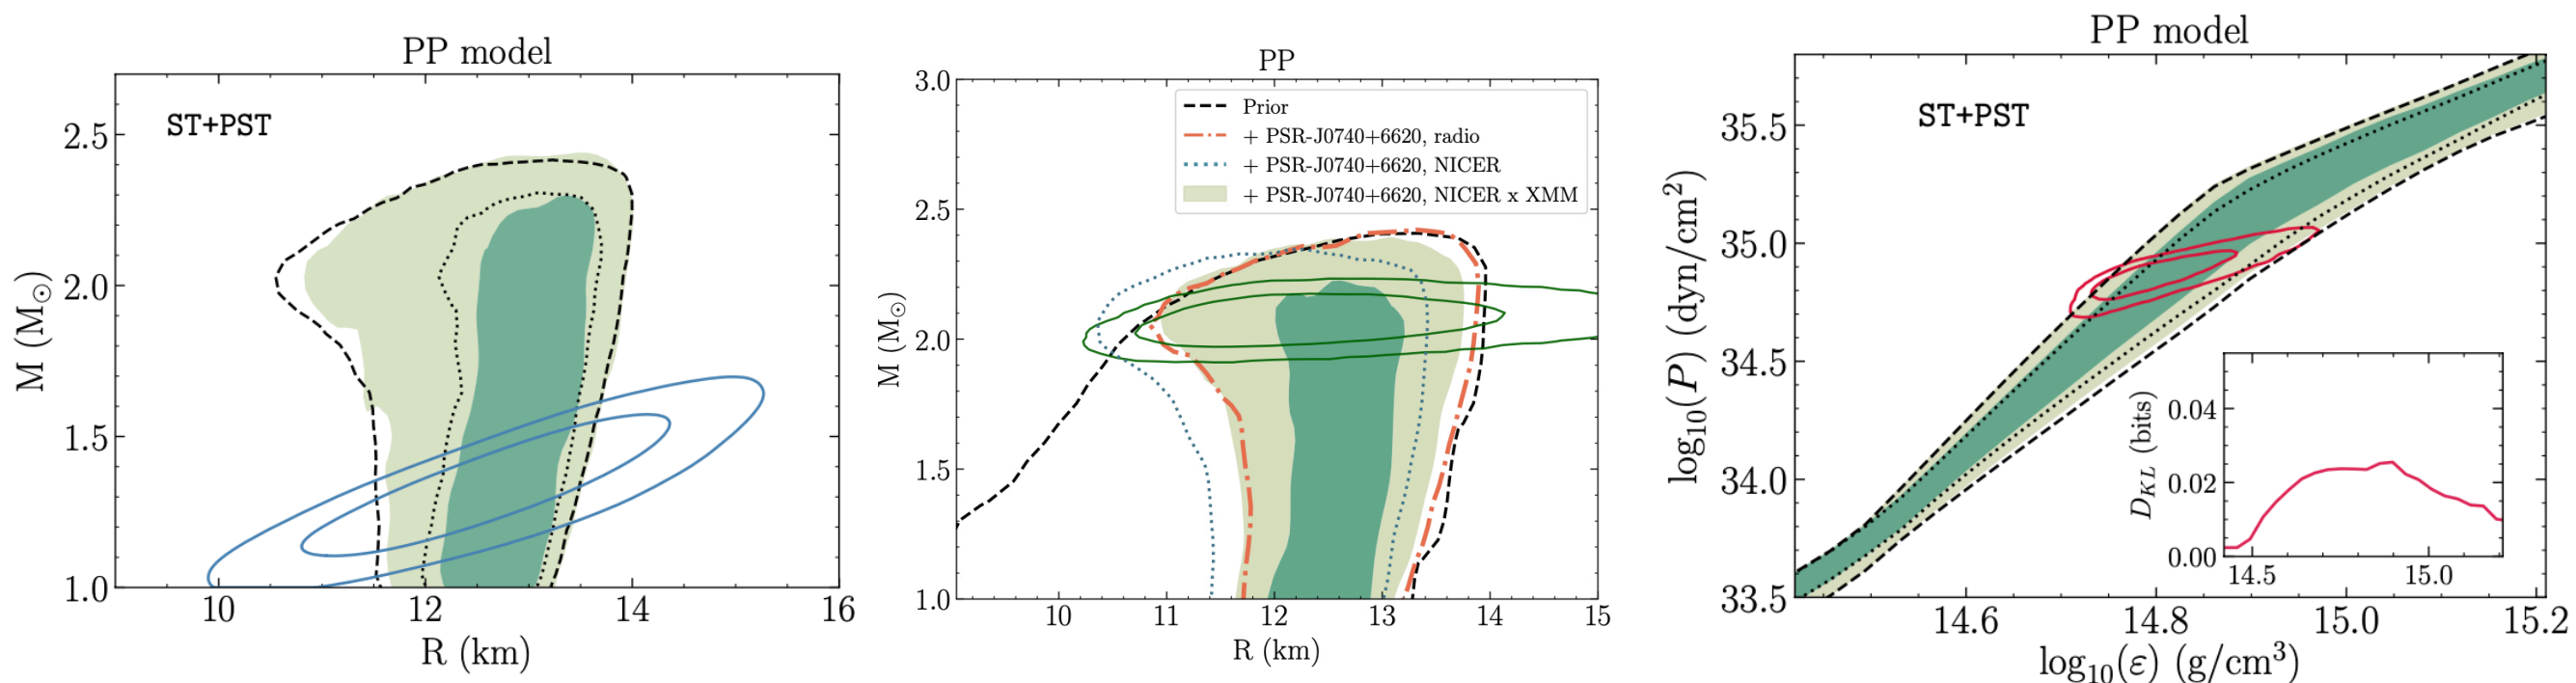 PP model
ST+PST
2.5
2.0
1.5
1.0
M (M⊙)
10 12 14 16
R (km)
PP
Prior
+ PSR-J0740+6620, radio
+ PSR-J0740+6620, NICER
+ PSR-J0740+6620, NICER x XMM
3.0
2.5
2.0
1.5
1.0
M (M⊙)
10 11 12 13 14 15
R (km)
PP model
ST+PST
35.5
35.0
34.5
34.0
33.5
log₁₀(P) (dyn/cm²)
0.04
0.02
0.00
D_KL (bits)
14.5 15.0
14.6 14.8 15.0 15.2
log₁₀(ε) (g/cm³)